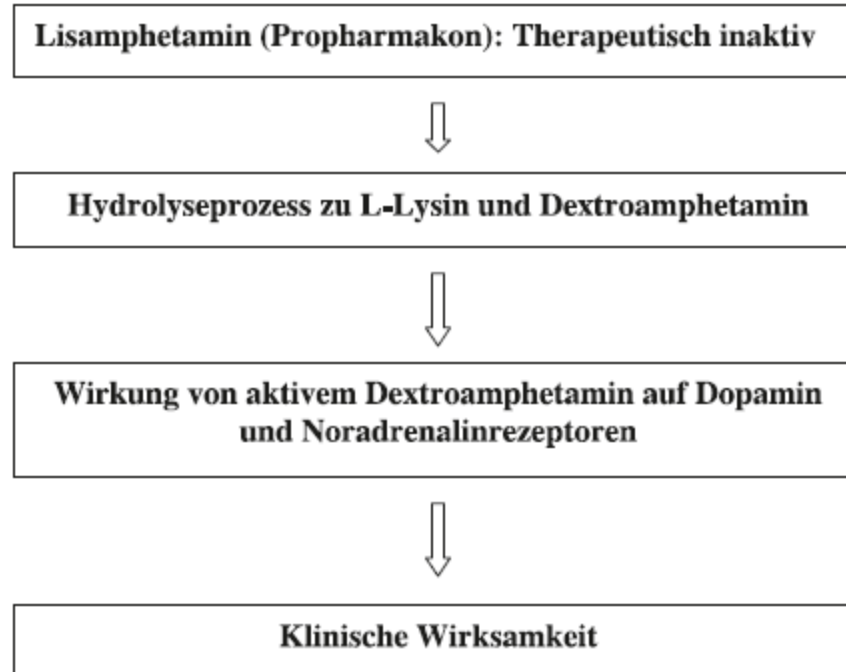 Lisamphetamin (Propharmakon): Therapeutisch inaktiv
Hydrolyseprozess zu L-Lysin und Dextroamphetamin
Wirkung von aktivem Dextroamphetamin auf Dopamin
und Noradrenalinrezeptoren
Klinische Wirksamkeit